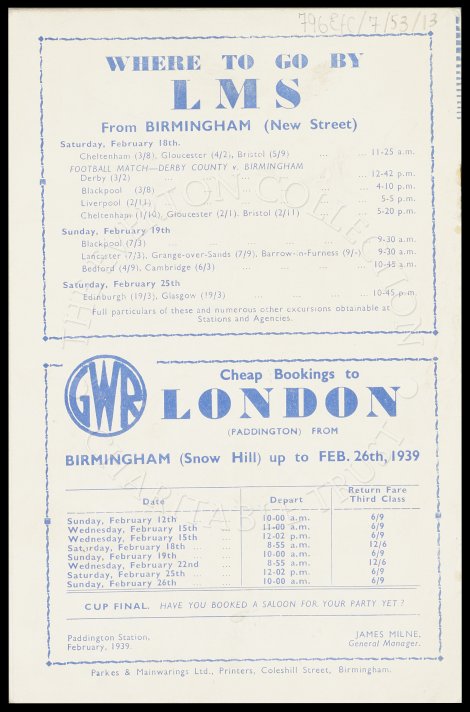 796 EFC/7/53/13
WHERE TO GO BY
LMS
From BIRMINGHAM (New Street)
Saturday, February 18th.
Cheltenham (3/8), Gloucester (4/2), Bristol (5/9) ... ... 11-25 a.m.
FOOTBALL MATCH—DERBY COUNTY v. BIRMINGHAM
Derby (3/2) ... ... ... ... ... 12-42 p.m.
Blackpool (3/8) ... ... ... ... 4-10 p.m.
Liverpool (2/11) ... ... ... ... 5-5 p.m.
Cheltenham (1/10), Gloucester (2/1), Bristol (2/11) ... 5-20 p.m.
Sunday, February 19th
Blackpool (7/3) ... ... ... ... 9-30 a.m.
Lancaster (7/3), Grange-over-Sands (7/9), Barrow-in-Furness (9/-) 9-30 a.m.
Bedford (4/9), Cambridge (6/3) ... ... ... 10-45 a.m.
Saturday, February 25th
Edinburgh (19/3), Glasgow (19/3) ... ... ... 10-45 p.m.
Full particulars of these and numerous other excursions obtainable at
Stations and Agencies.
GWR
Cheap Bookings to
LONDON
(PADDINGTON) FROM
BIRMINGHAM (Snow Hill) up to FEB. 26th, 1939
Date Depart Return Fare
Third Class
Sunday, February 12th ... 10-00 a.m. 6/9
Wednesday, February 15th ... 11-00 a.m. 6/9
Wednesday, February 15th ... 12-02 p.m. 6/9
Saturday, February 18th ... ... 8-55 a.m. 12/6
Sunday, February 19th ... ... 10-00 a.m. 6/9
Wednesday, February 22nd ... 8-55 a.m. 12/6
Saturday, February 25th ... ... 12-02 p.m. 6/9
Sunday, February 26th ... ... 10-00 a.m. 6/9
CUP FINAL. HAVE YOU BOOKED A SALOON FOR YOUR PARTY YET?
Paddington Station, JAMES MILNE,
February, 1939. General Manager.
Parkes & Mainwarings Ltd., Printers, Coleshill Street, Birmingham.
THE COLLECTION
CHARITABLE TRUST